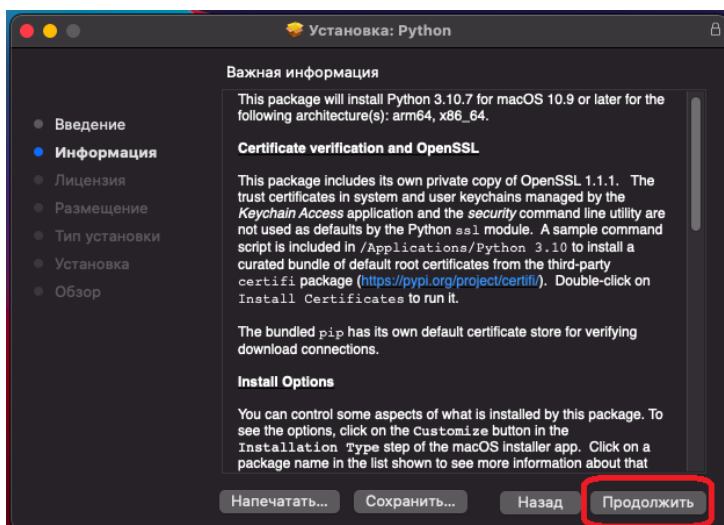 Установка: Python
Важная информация
Введение
Информация
Лицензия
Размещение
Тип установки
Установка
Обзор
This package will install Python 3.10.7 for macOS 10.9 or later for the
following architecture(s): arm64, x86_64.
Certificate verification and OpenSSL
This package includes its own private copy of OpenSSL 1.1.1. The
trust certificates in system and user keychains managed by the
Keychain Access application and the security command line utility are
not used as defaults by the Python ssl module. A sample command
script is included in /Applications/Python 3.10 to install a
curated bundle of default root certificates from the third-party
certifi package (https://pypi.org/project/certifi/). Double-click on
Install Certificates to run it.
The bundled pip has its own default certificate store for verifying
download connections.
Install Options
You can control some aspects of what is installed by this package. To
see the options, click on the Customize button in the
Installation Type step of the macOS installer app. Click on a
package name in the list shown to see more information about that
Напечатать...
Сохранить...
Назад
Продолжить